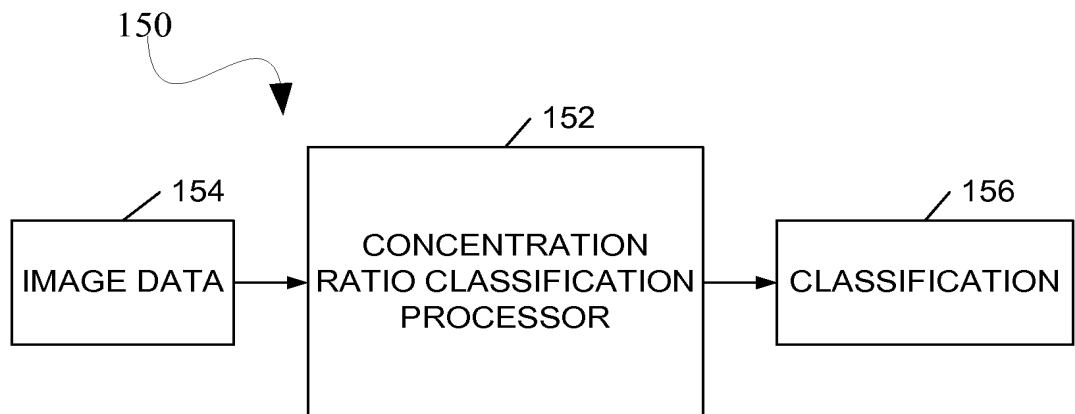 150
152
154
156
IMAGE DATA
CONCENTRATION
RATIO CLASSIFICATION
PROCESSOR
CLASSIFICATION